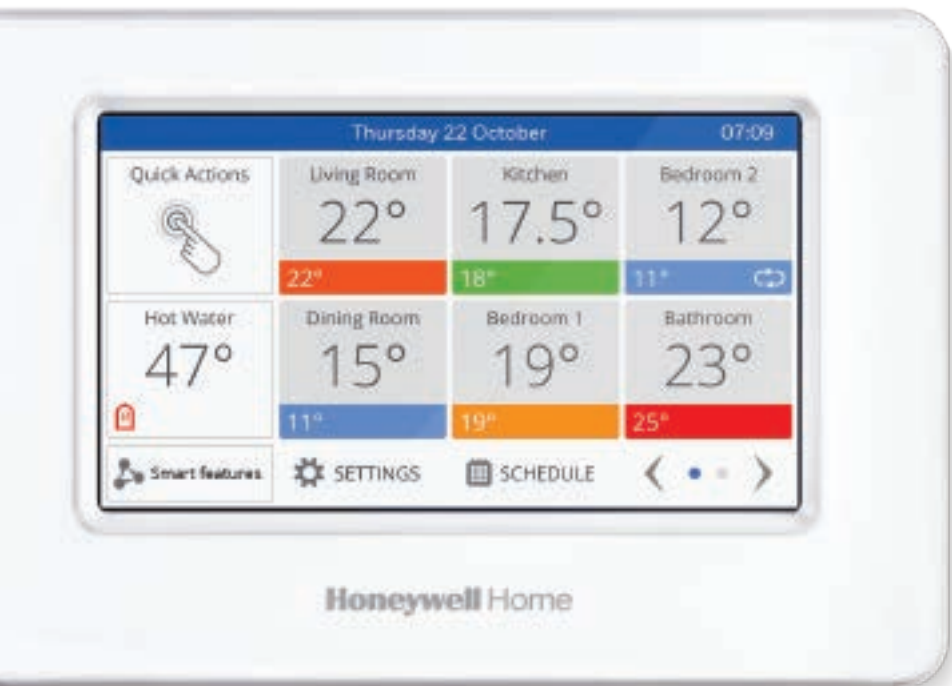 Thursday 22 October 07:09
Quick Actions
Living Room
22°
22°
Kitchen
17.5°
18°
Bedroom 2
12°
11°
Hot Water
47°
Dining Room
15°
11°
Bedroom 1
19°
19°
Bathroom
23°
25°
Smart features
SETTINGS
SCHEDULE
Honeywell Home